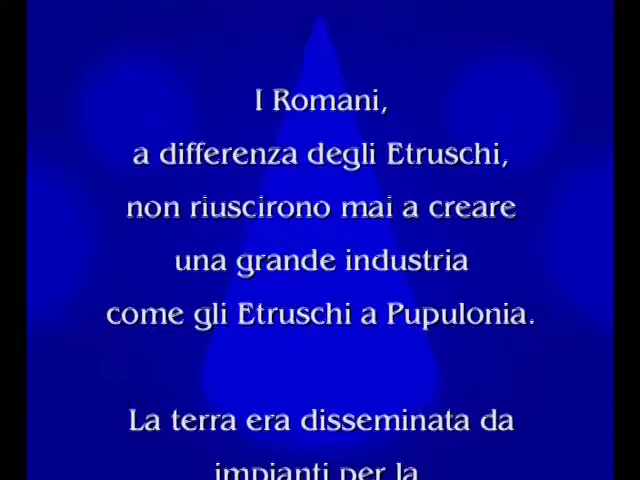 I Romani,
a differenza degli Etruschi,
non riuscirono mai a creare
una grande industria
come gli Etruschi a Pupulonia.
La terra era disseminata da
impianti per la